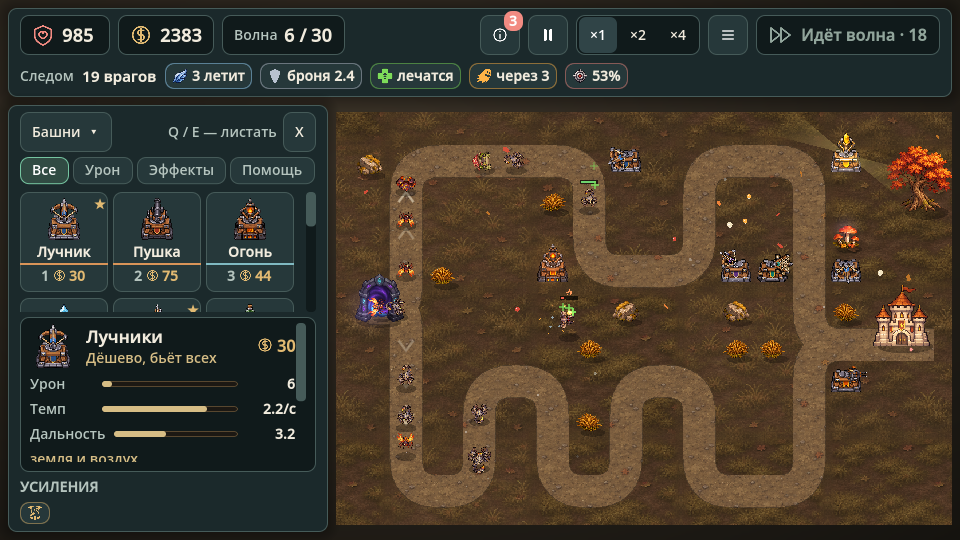 985
2383
Волна 6 / 30
3
×1
×2
×4
Идёт волна · 18
Следом 19 врагов
3 летит
броня 2.4
лечатся
через 3
53%
Башни
Q / E — листать
X
Все
Урон
Эффекты
Помощь
Лучник
Пушка
Огонь
1 30
2 75
3 44
Лучники
Дёшево, бьёт всех
30
Урон 6
Темп 2.2/с
Дальность 3.2
земля и воздух
УСИЛЕНИЯ